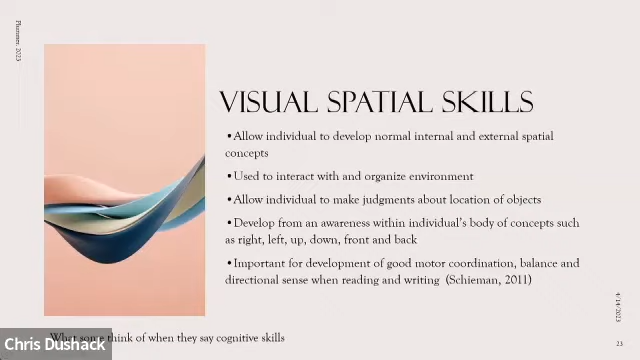 Plummer, 2023
VISUAL SPATIAL SKILLS
•Allow individual to develop normal internal and external spatial
concepts
•Used to interact with and organize environment
•Allow individual to make judgments about location of objects
•Develop from an awareness within individual's body of concepts such
as right, left, up, down, front and back
•Important for development of good motor coordination, balance and
directional sense when reading and writing (Schieman, 2011)
4/14/2023
What some think of when they say cognitive skills
Chris Dushack
23